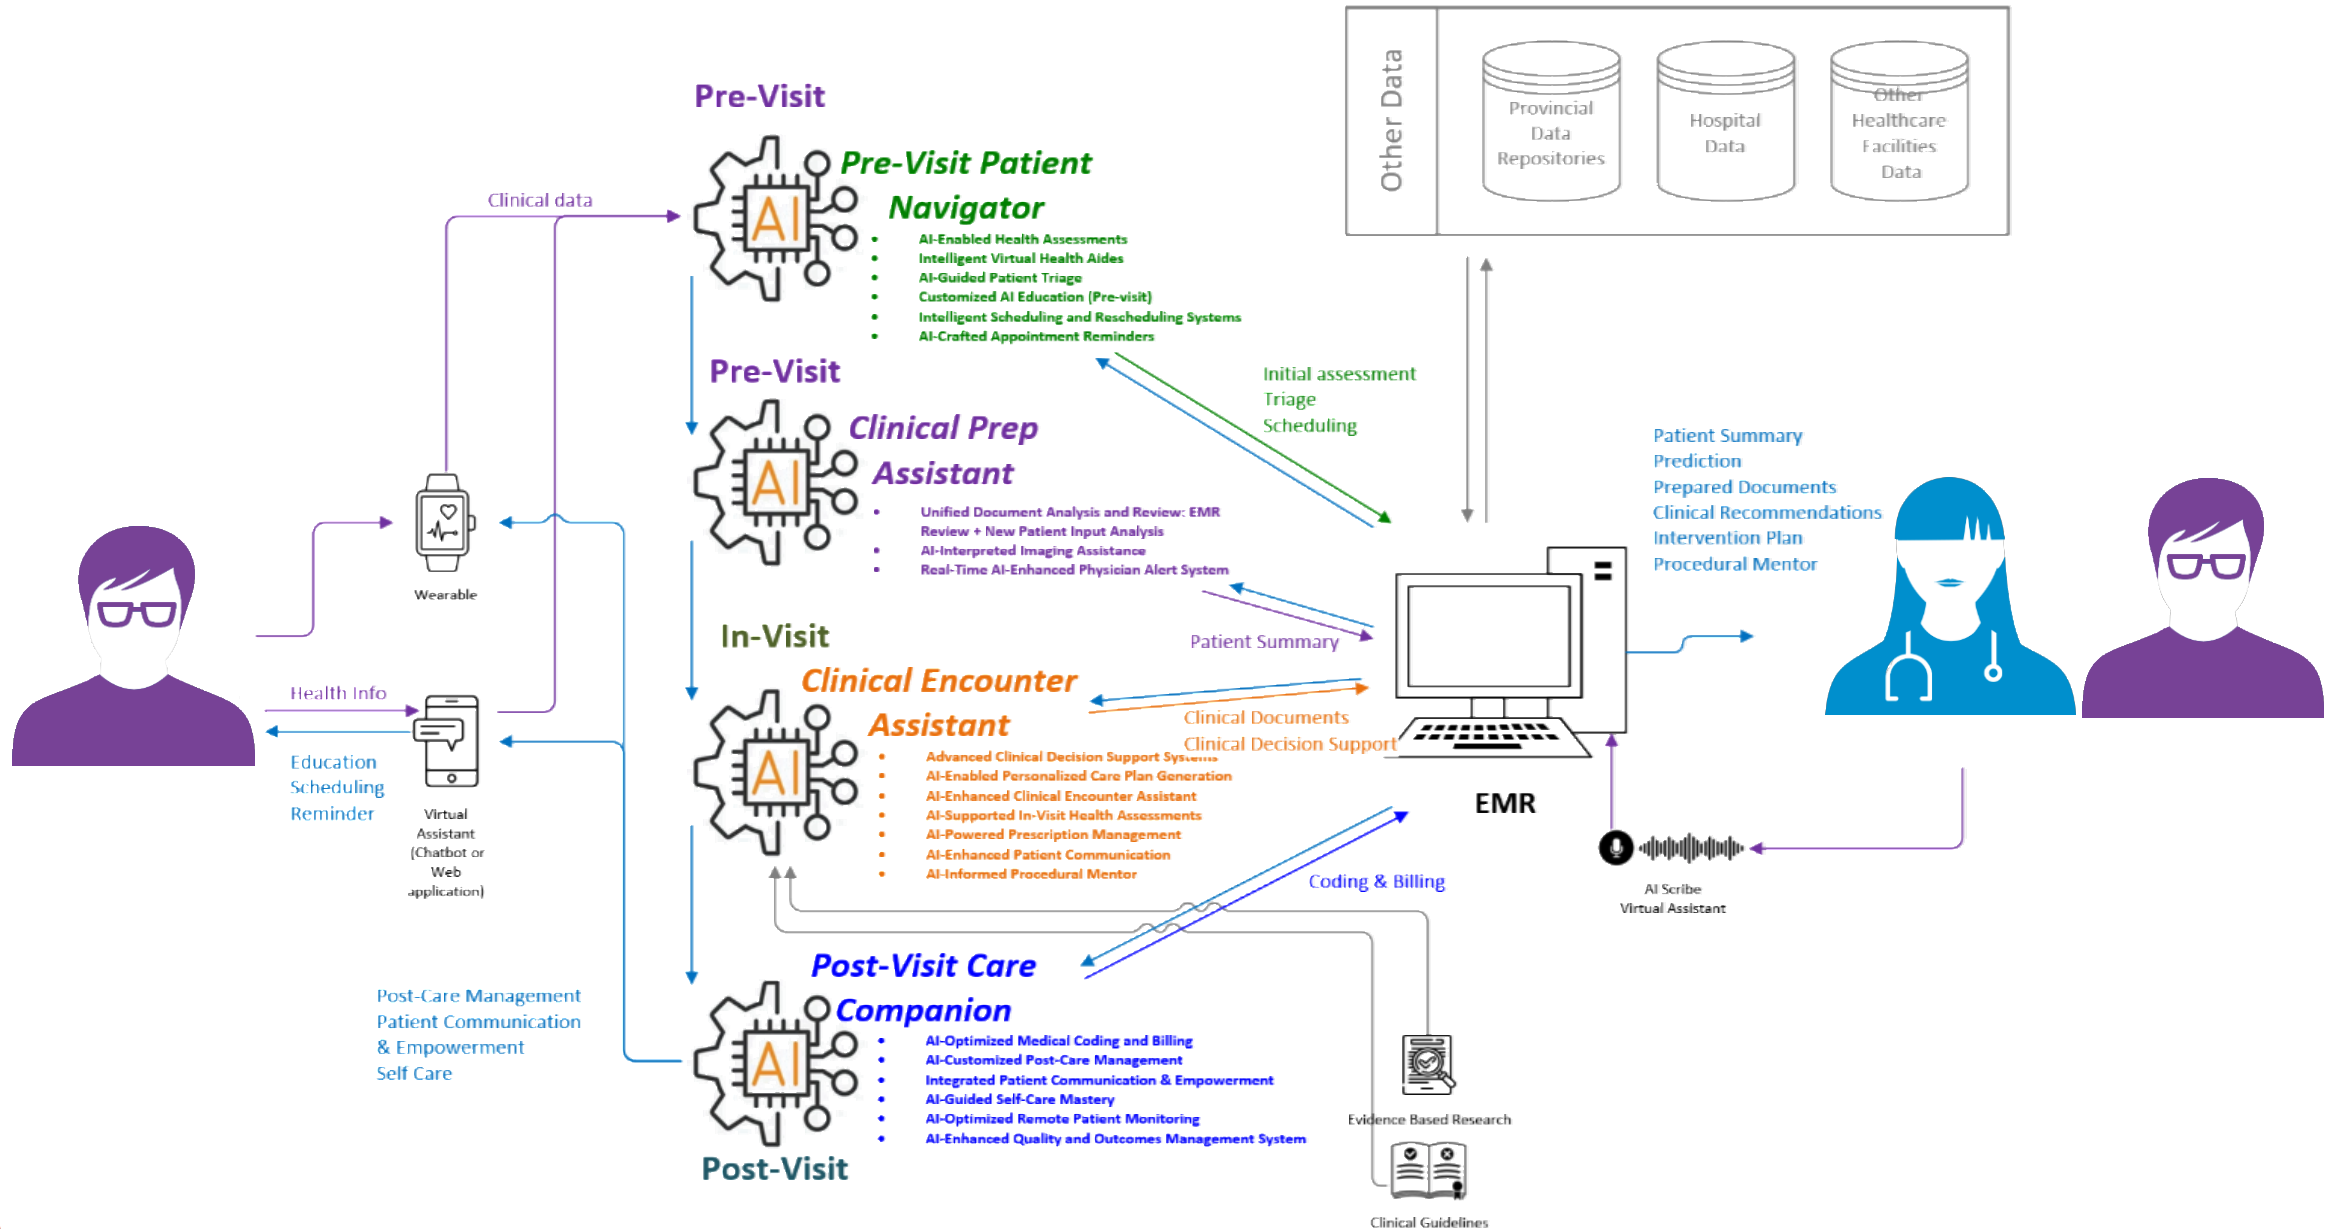 Other Data
Provincial
Data
Repositories
Hospital
Data
Other
Healthcare
Facilities
Data
Pre-Visit
AI
Pre-Visit Patient
Navigator
• AI-Enabled Health Assessments
• Intelligent Virtual Health Aides
• AI-Guided Patient Triage
• Customized AI Education (Pre-visit)
• Intelligent Scheduling and Rescheduling Systems
• AI-Crafted Appointment Reminders
Clinical data
Initial assessment
Triage
Scheduling
Pre-Visit
AI
Clinical Prep
Assistant
• Unified Document Analysis and Review: EMR
Review + New Patient Input Analysis
• AI-Interpreted Imaging Assistance
• Real-Time AI-Enhanced Physician Alert System
Patient Summary
Patient Summary
Prediction
Prepared Documents
Clinical Recommendations
Intervention Plan
Procedural Mentor
Wearable
Health Info
Education
Scheduling
Reminder
Virtual
Assistant
(Chatbot or
Web
application)
In-Visit
AI
Clinical Encounter
Assistant
Clinical Documents
Clinical Decision Support
• Advanced Clinical Decision Support Systems
• AI-Enabled Personalized Care Plan Generation
• AI-Enhanced Clinical Encounter Assistant
• AI-Supported In-Visit Health Assessments
• AI-Powered Prescription Management
• AI-Enhanced Patient Communication
• AI-Informed Procedural Mentor
EMR
AI Scribe
Virtual Assistant
Coding & Billing
Post-Care Management
Patient Communication
& Empowerment
Self Care
AI
Post-Visit Care
Companion
• AI-Optimized Medical Coding and Billing
• AI-Customized Post-Care Management
• Integrated Patient Communication & Empowerment
• AI-Guided Self-Care Mastery
• AI-Optimized Remote Patient Monitoring
• AI-Enhanced Quality and Outcomes Management System
Post-Visit
Evidence Based Research
Clinical Guidelines